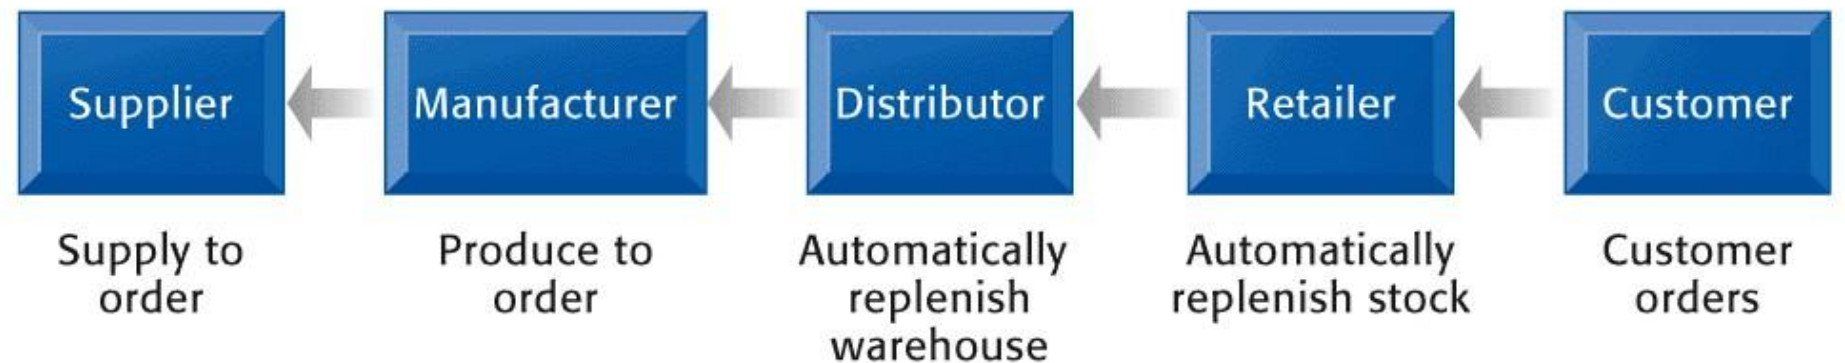 Supplier
Manufacturer
Distributor
Retailer
Customer
Supply to
order
Produce to
order
Automatically
replenish
warehouse
Automatically
replenish stock
Customer
orders